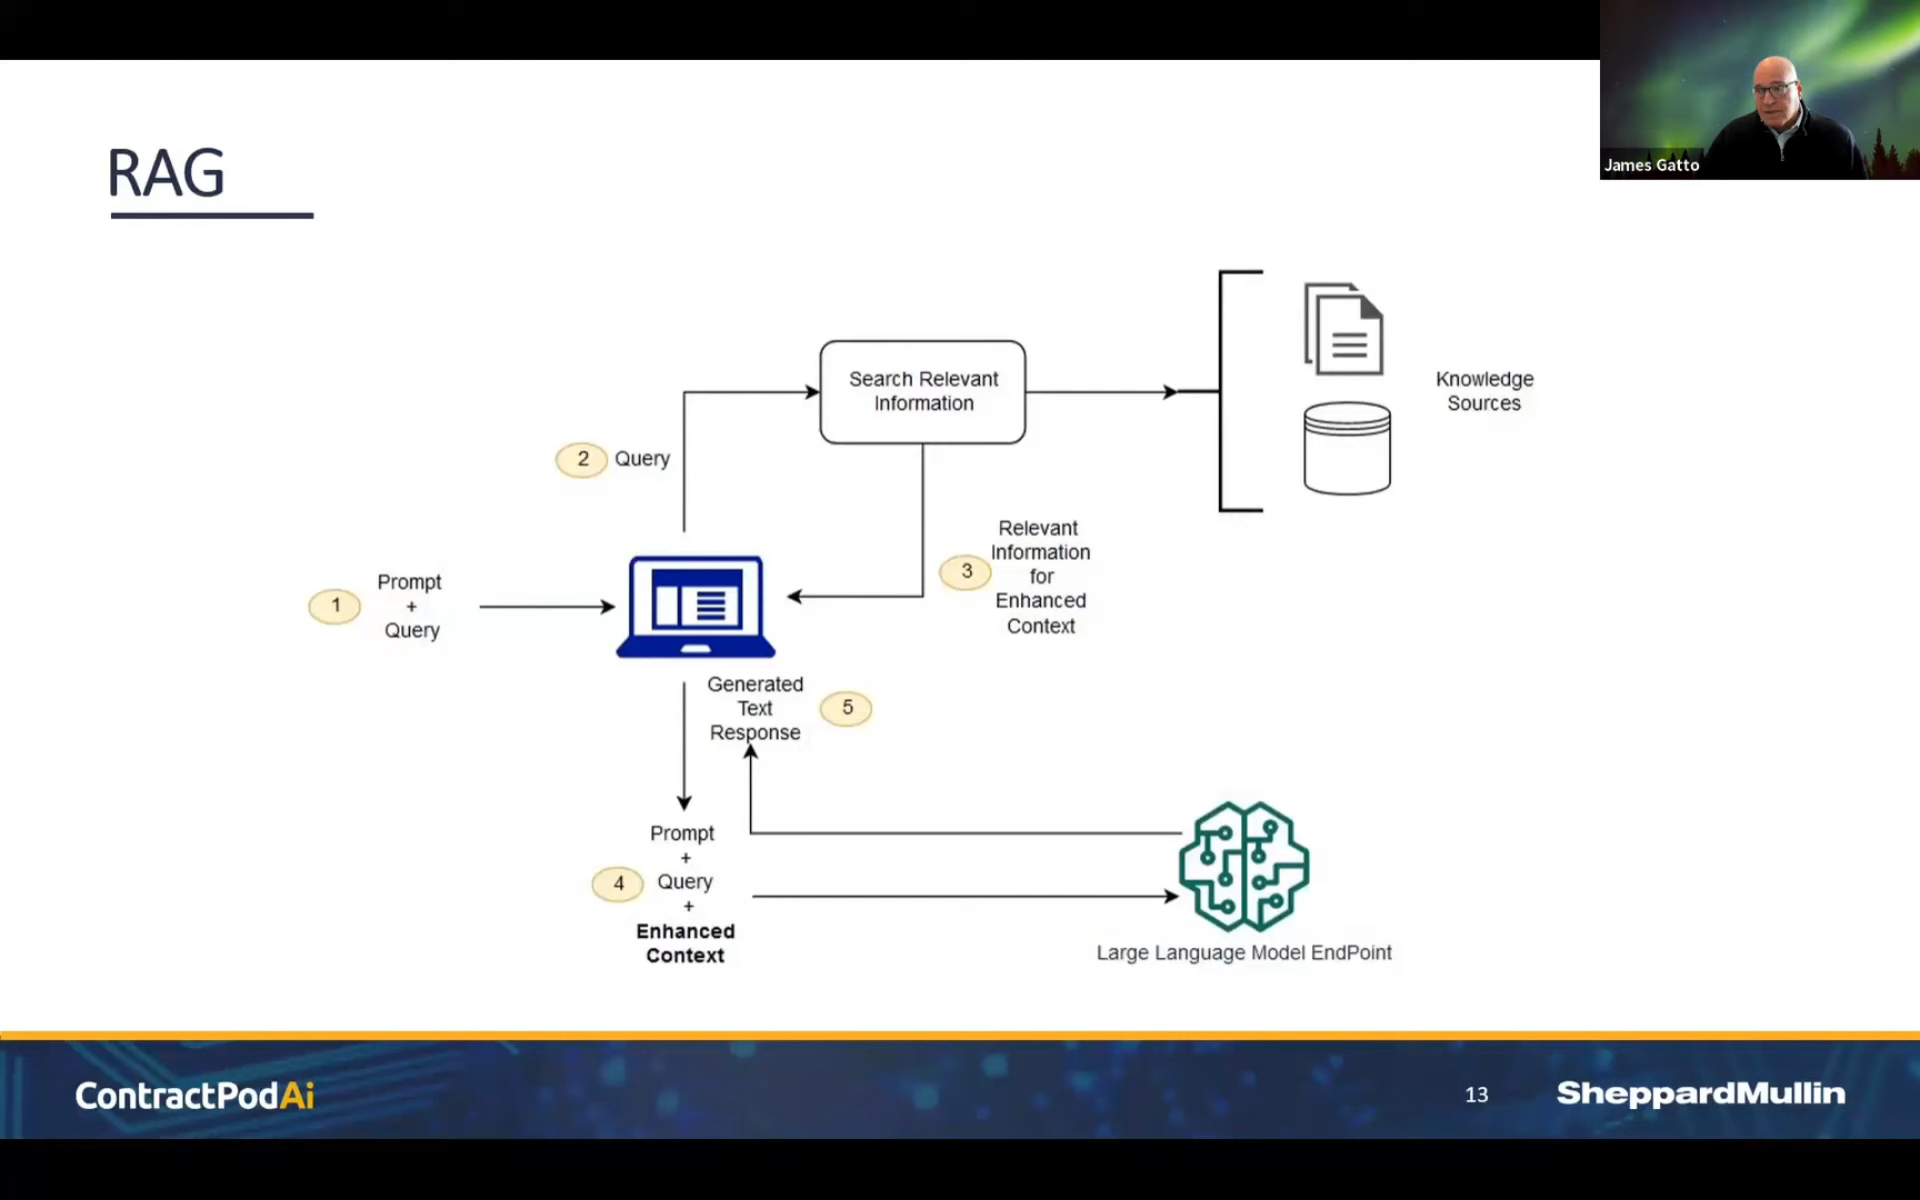 James Gatto
RAG
Search Relevant
Information
Knowledge
Sources
2 Query
Relevant
Information
3 for
Enhanced
Context
1
Prompt
+
Query
Generated
Text
Response
5
Prompt
+
4 Query
+
Enhanced
Context
Large Language Model EndPoint
ContractPodAi
13
SheppardMullin